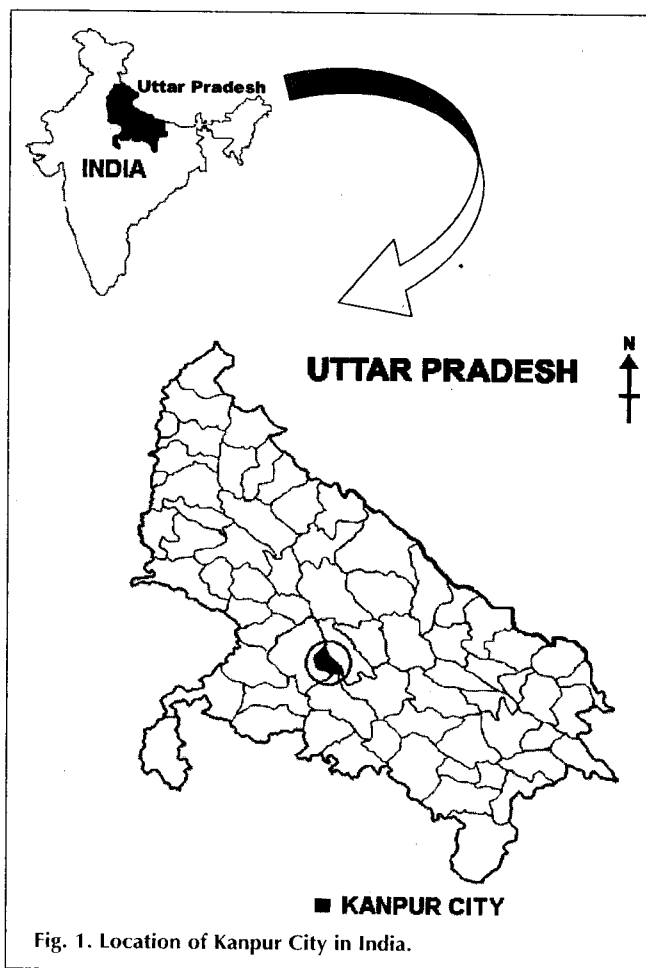 Uttar Pradesh
INDIA
UTTAR PRADESH
N
KANPUR CITY
Fig. 1. Location of Kanpur City in India.